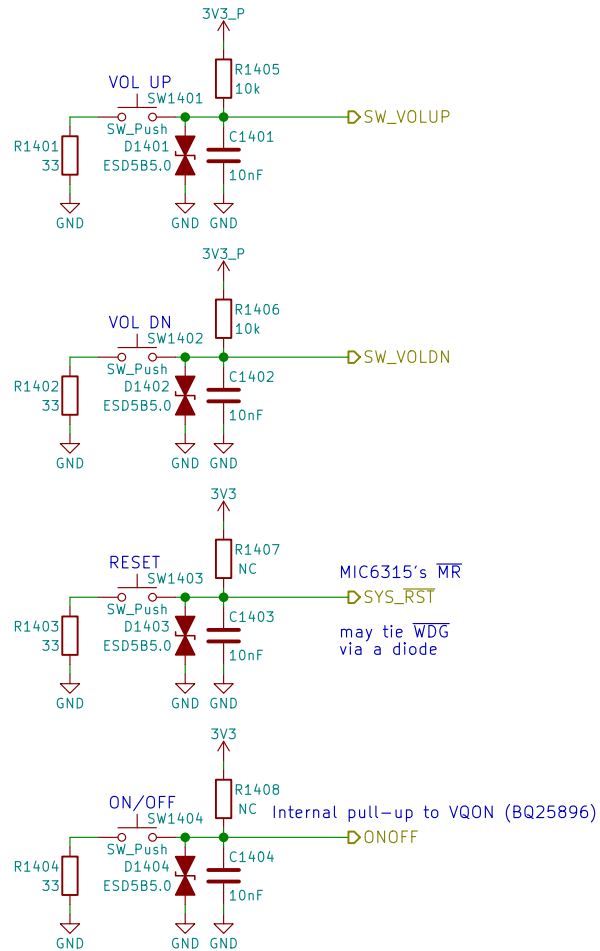 3V3_P
R1405
10k
VOL UP
SW1401
SW_Push
SW_VOLUP
R1401
33
D1401
ESD5B5.0
C1401
10nF
GND
GND
GND
3V3_P
R1406
10k
VOL DN
SW1402
SW_Push
SW_VOLDN
R1402
33
D1402
ESD5B5.0
C1402
10nF
GND
GND
GND
3V3
R1407
NC
RESET
SW1403
SW_Push
MIC6315's MR
SYS_RST
R1403
33
D1403
ESD5B5.0
C1403
10nF
may tie WDG
via a diode
GND
GND
GND
3V3
R1408
NC
ON/OFF
SW1404
SW_Push
Internal pull-up to VQON (BQ25896)
ONOFF
R1404
33
D1404
ESD5B5.0
C1404
10nF
GND
GND
GND